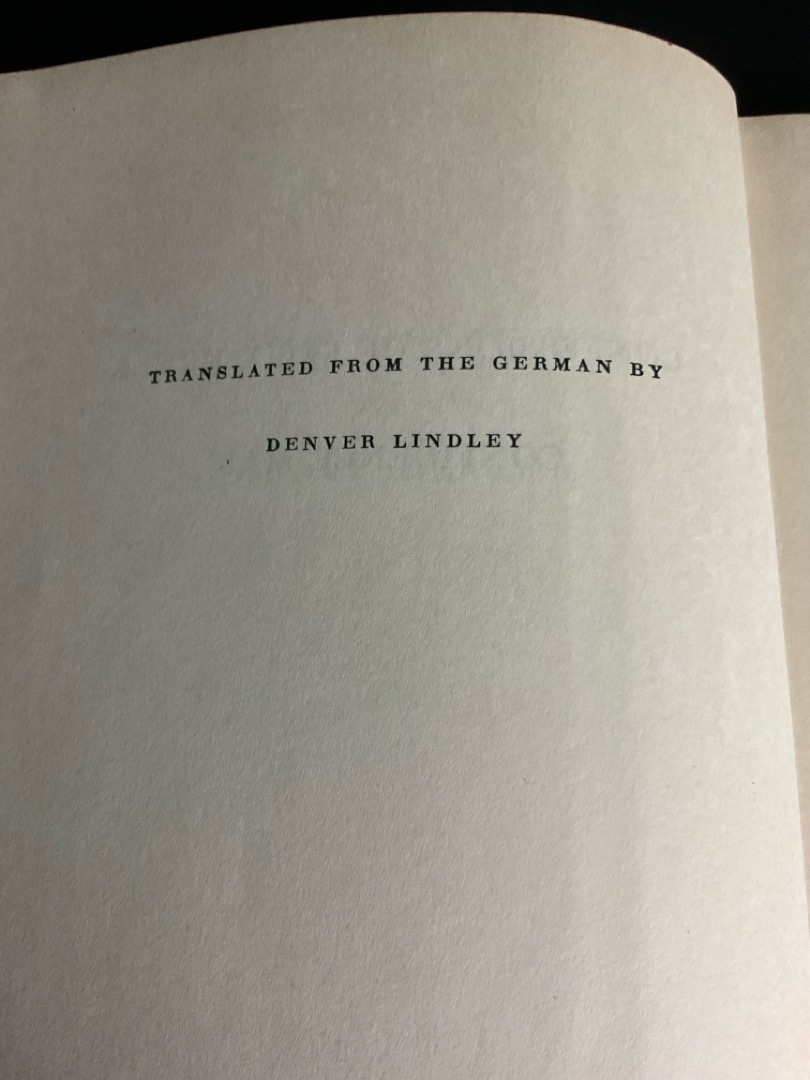 TRANSLATED FROM THE GERMAN BY
DENVER LINDLEY